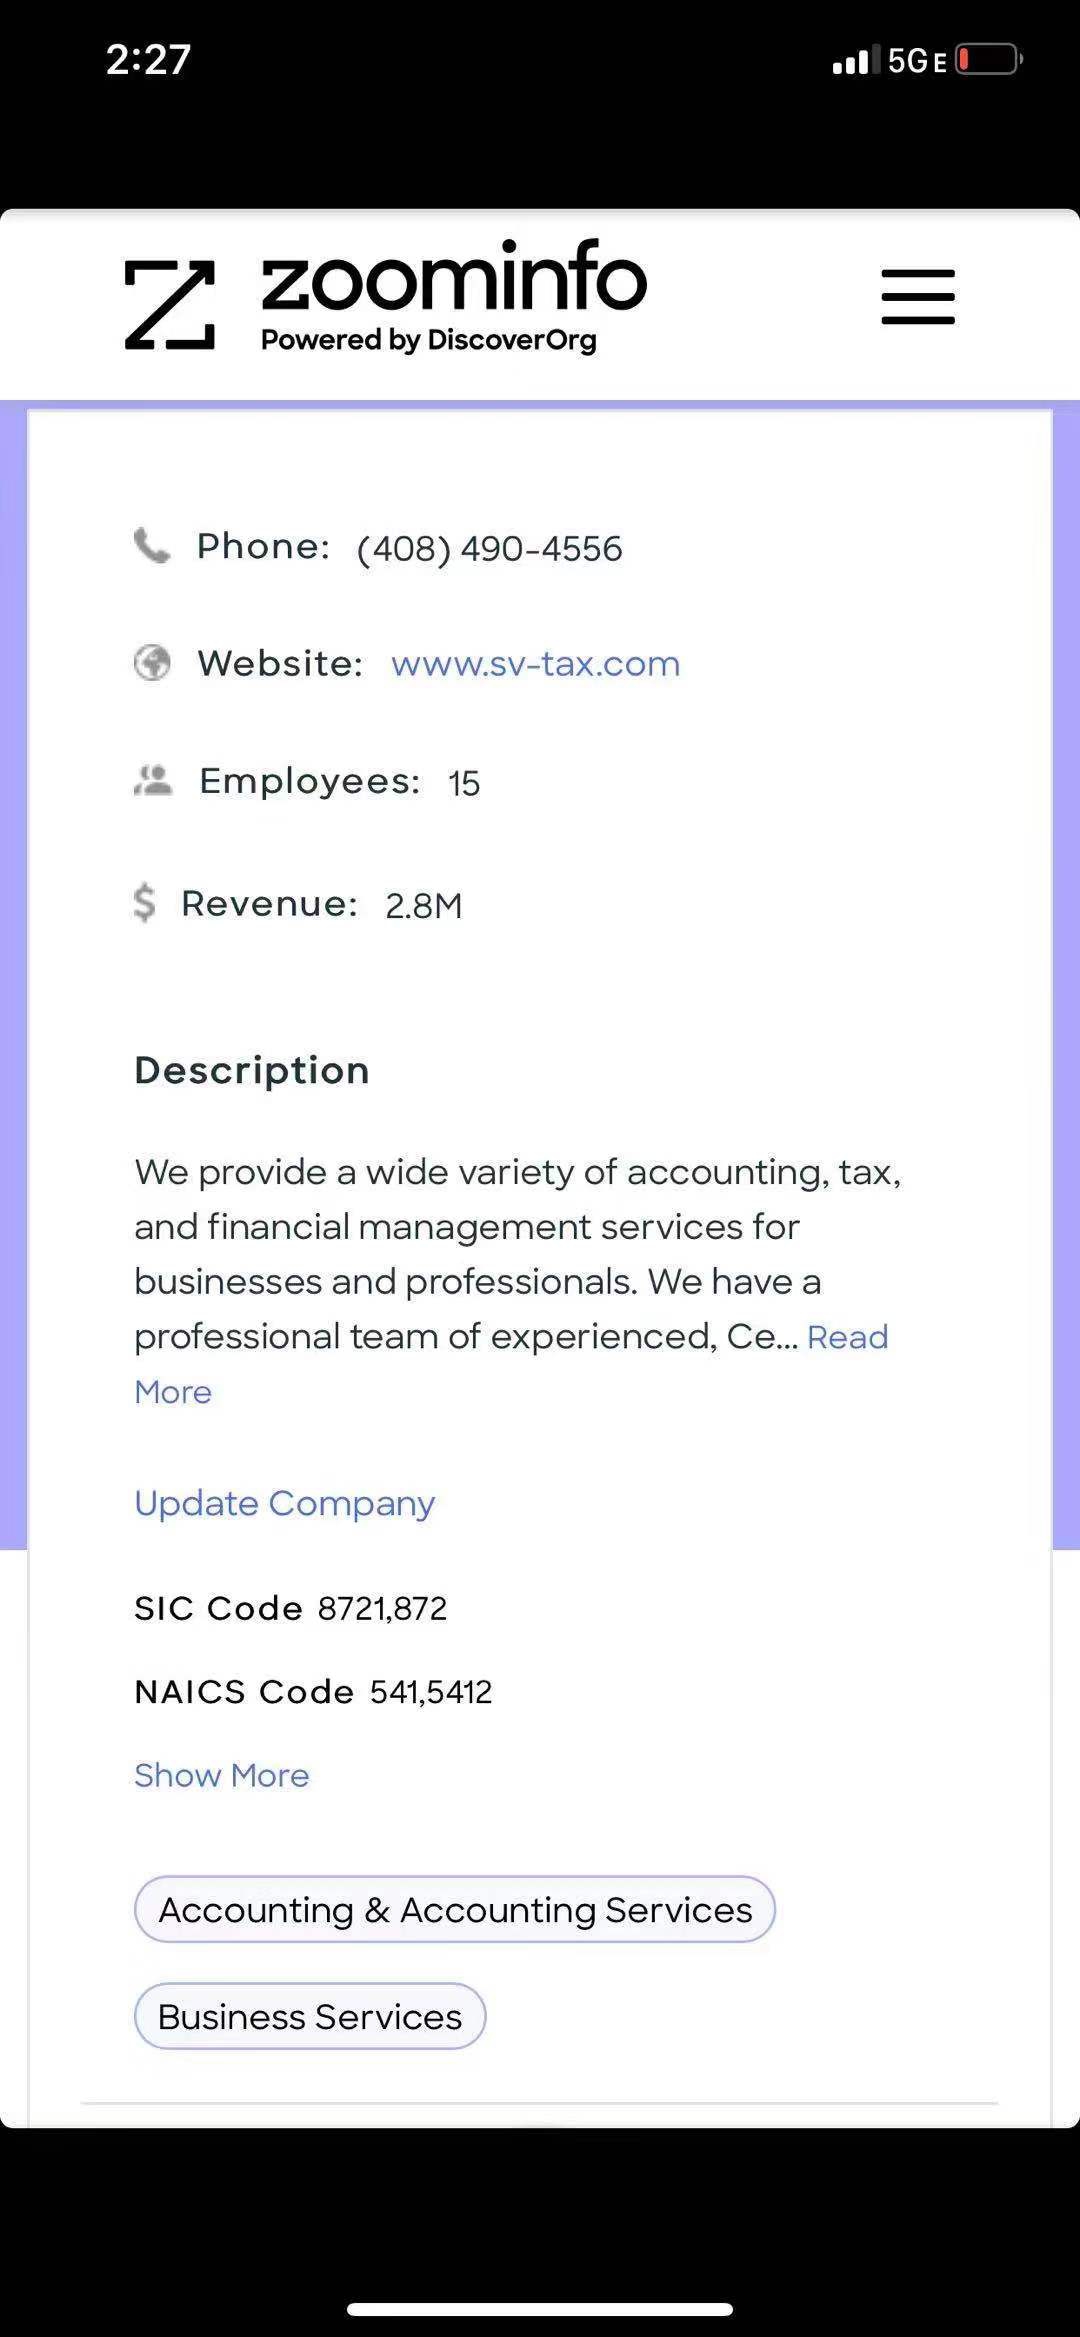 2:27
5GE
zoominfo
Powered by DiscoverOrg
Phone: (408) 490-4556
Website: www.sv-tax.com
Employees: 15
$ Revenue: 2.8M
Description
We provide a wide variety of accounting, tax,
and financial management services for
businesses and professionals. We have a
professional team of experienced, Ce... Read
More
Update Company
SIC Code 8721,872
NAICS Code 541,5412
Show More
Accounting & Accounting Services
Business Services